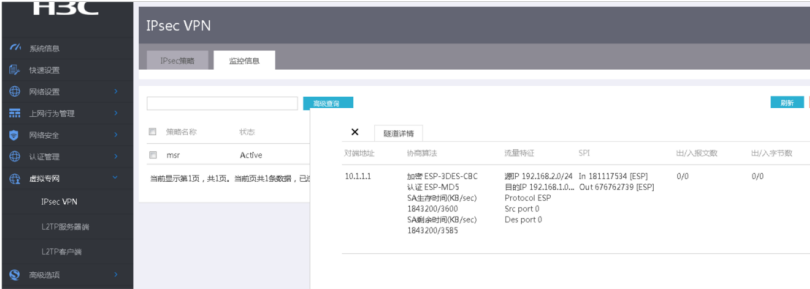 H3C
IPsec VPN
系统信息
快速设置
网络设置
上网行为管理
网络安全
认证管理
虚拟专网
IPsec VPN
L2TP服务器端
L2TP客户端
高级选项
IPsec策略
监控信息
高级查询
刷新
策略名称 状态
msr Active
当前显示第1页，共1页。当前页共1条数据，已
隧道详情
对端地址 协商算法 流量特征 SPI 出/入报文数 出/入字节数
10.1.1.1 加密 ESP-3DES-CBC 源IP 192.168.2.0/24 In 181117534 [ESP] 0/0 0/0
认证 ESP-MD5 目的IP 192.168.1.0... Out 676762739 [ESP]
SA生存时间(KB/sec) Protocol ESP
1843200/3600 Src port 0
SA剩余时间(KB/sec) Des port 0
1843200/3585